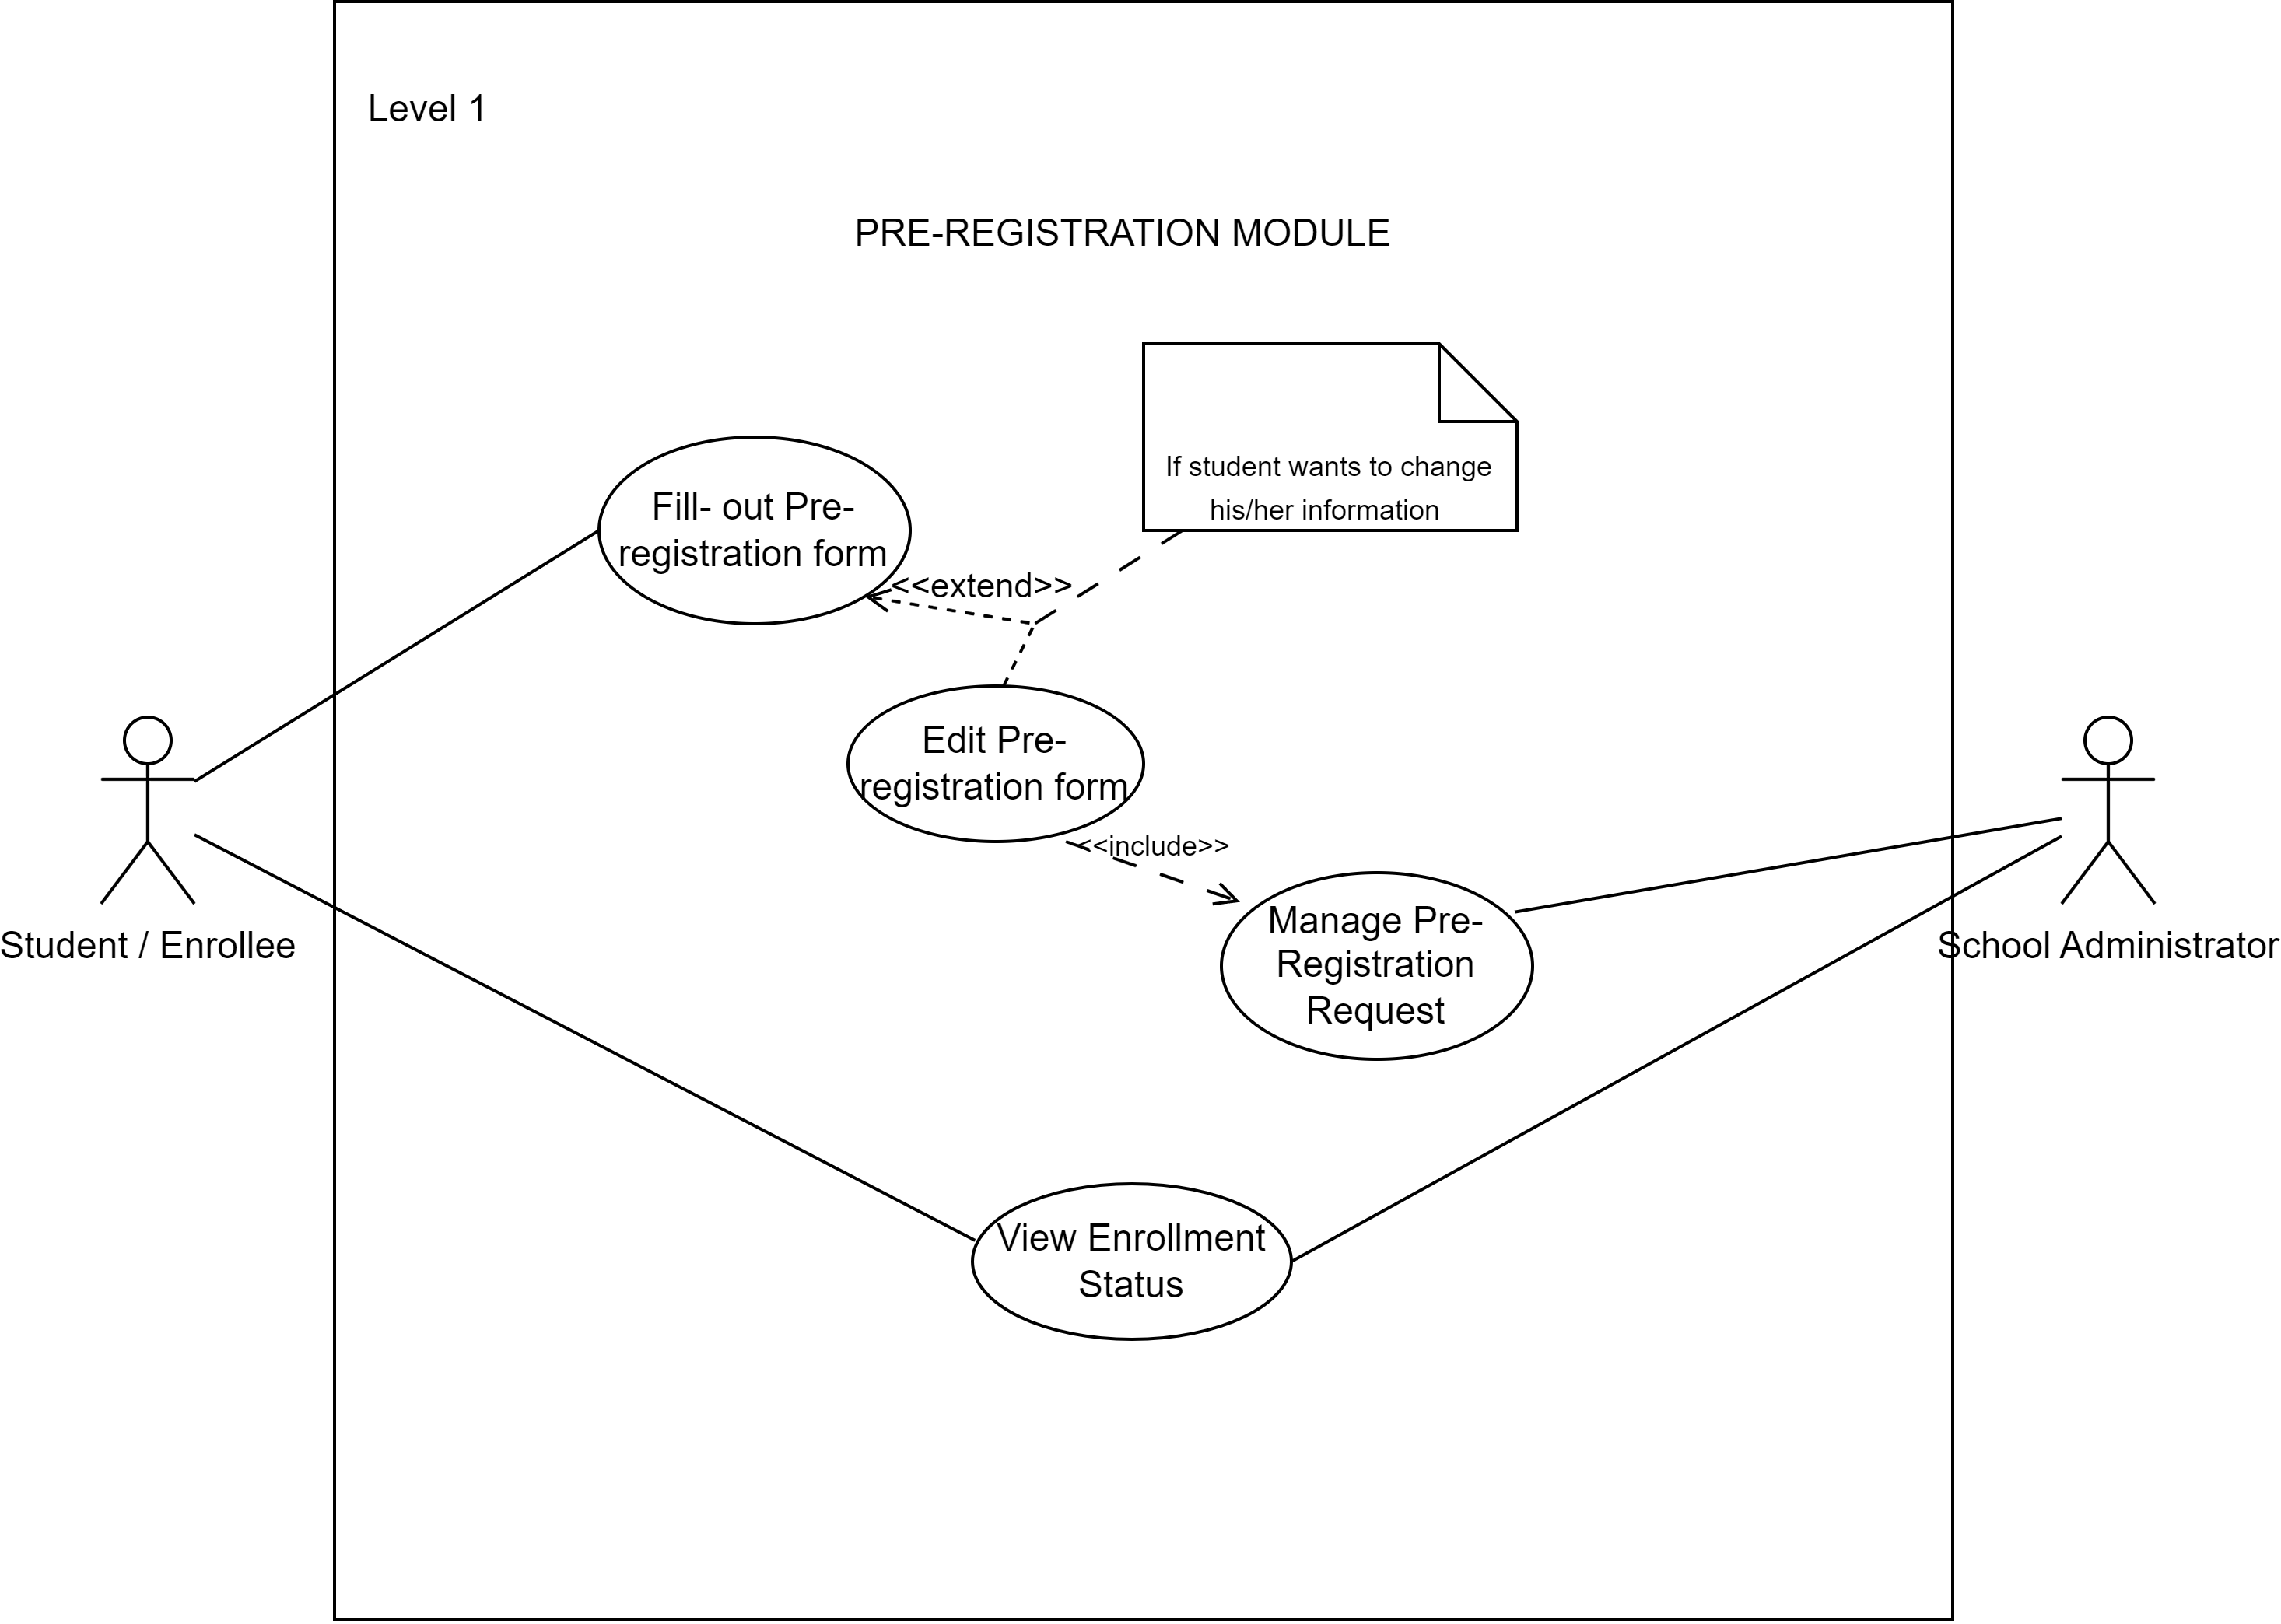 Level 1
PRE-REGISTRATION MODULE
If student wants to change
his/her information
Fill- out Pre-
registration form
<<extend>>
Edit Pre-
registration form
<<include>>
Manage Pre-
Registration
Request
Student / Enrollee
School Administrator
View Enrollment
Status